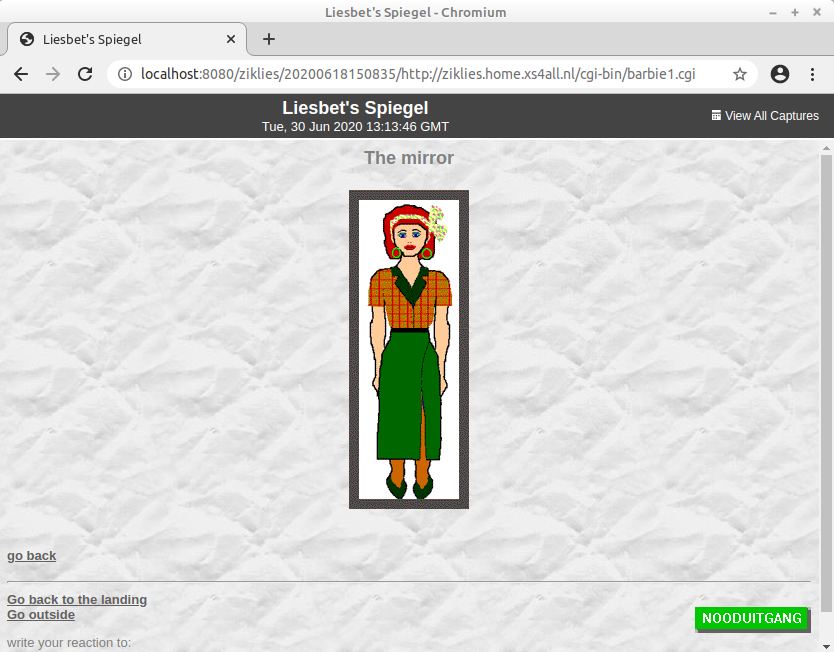 Liesbet's Spiegel - Chromium
Liesbet's Spiegel
localhost:8080/ziklies/20200618150835/http://ziklies.home.xs4all.nl/cgi-bin/barbie1.cgi
Liesbet's Spiegel
Tue, 30 Jun 2020 13:13:46 GMT
View All Captures
The mirror
go back
Go back to the landing
Go outside
NOODUITGANG
write your reaction to: